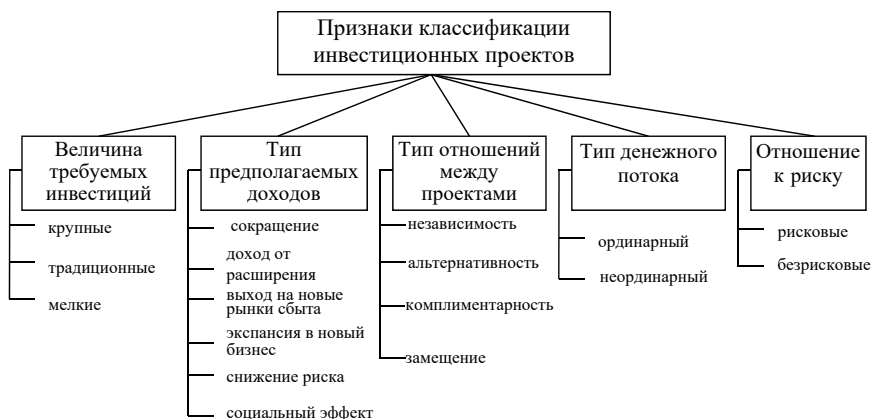 Признаки классификации
инвестиционных проектов
Величина
требуемых
инвестиций
крупные
традиционные
мелкие
Тип
предполагаемых
доходов
сокращение
доход от
расширения
выход на новые
рынки сбыта
экспансия в новый
бизнес
снижение риска
социальный эффект
Тип отношений
между
проектами
независимость
альтернативность
комплиментарность
замещение
Тип денежного
потока
ординарный
неординарный
Отношение
к риску
рисковые
безрисковые